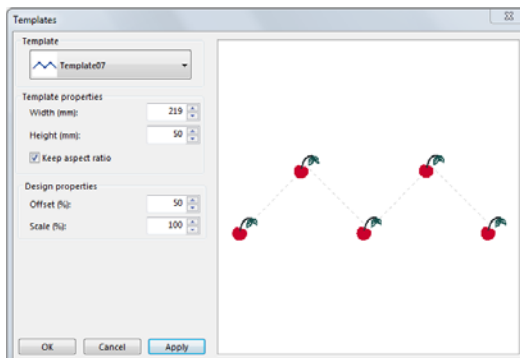 Templates
Template
Template07
Template properties
Width (mm): 219
Height (mm): 50
Keep aspect ratio
Design properties
Offset (%): 50
Scale (%): 100
OK Cancel Apply